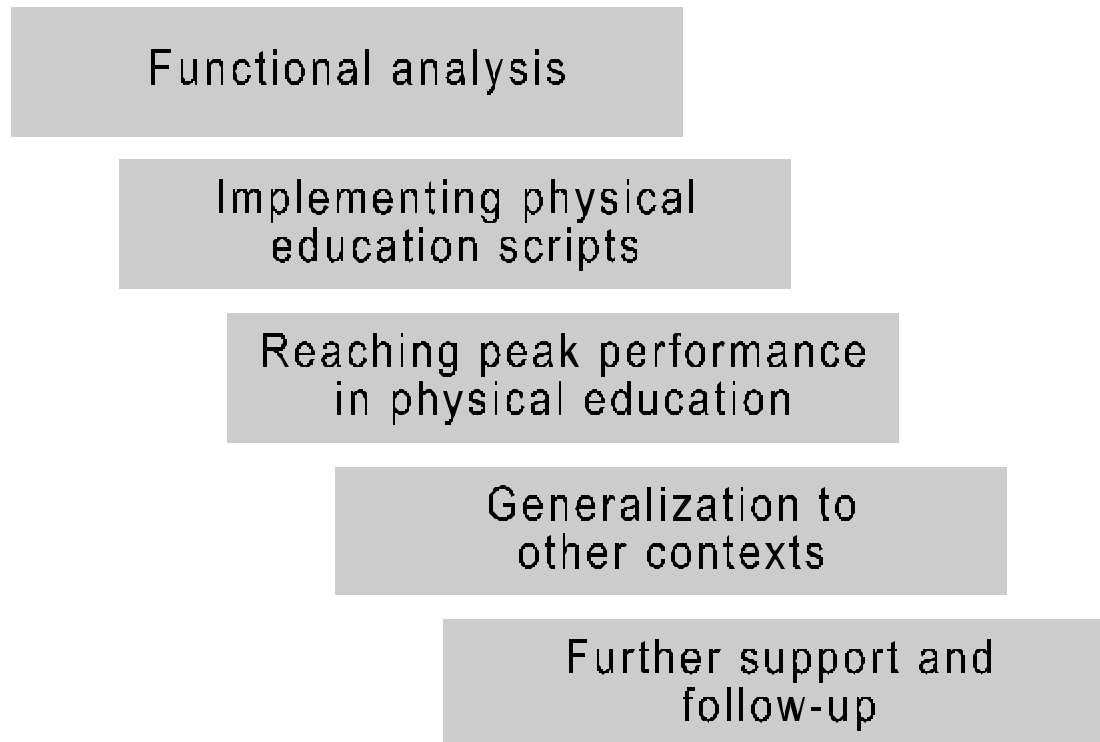 Functional analysis
Implementing physical
education scripts
Reaching peak performance
in physical education
Generalization to
other contexts
Further support and
follow-up